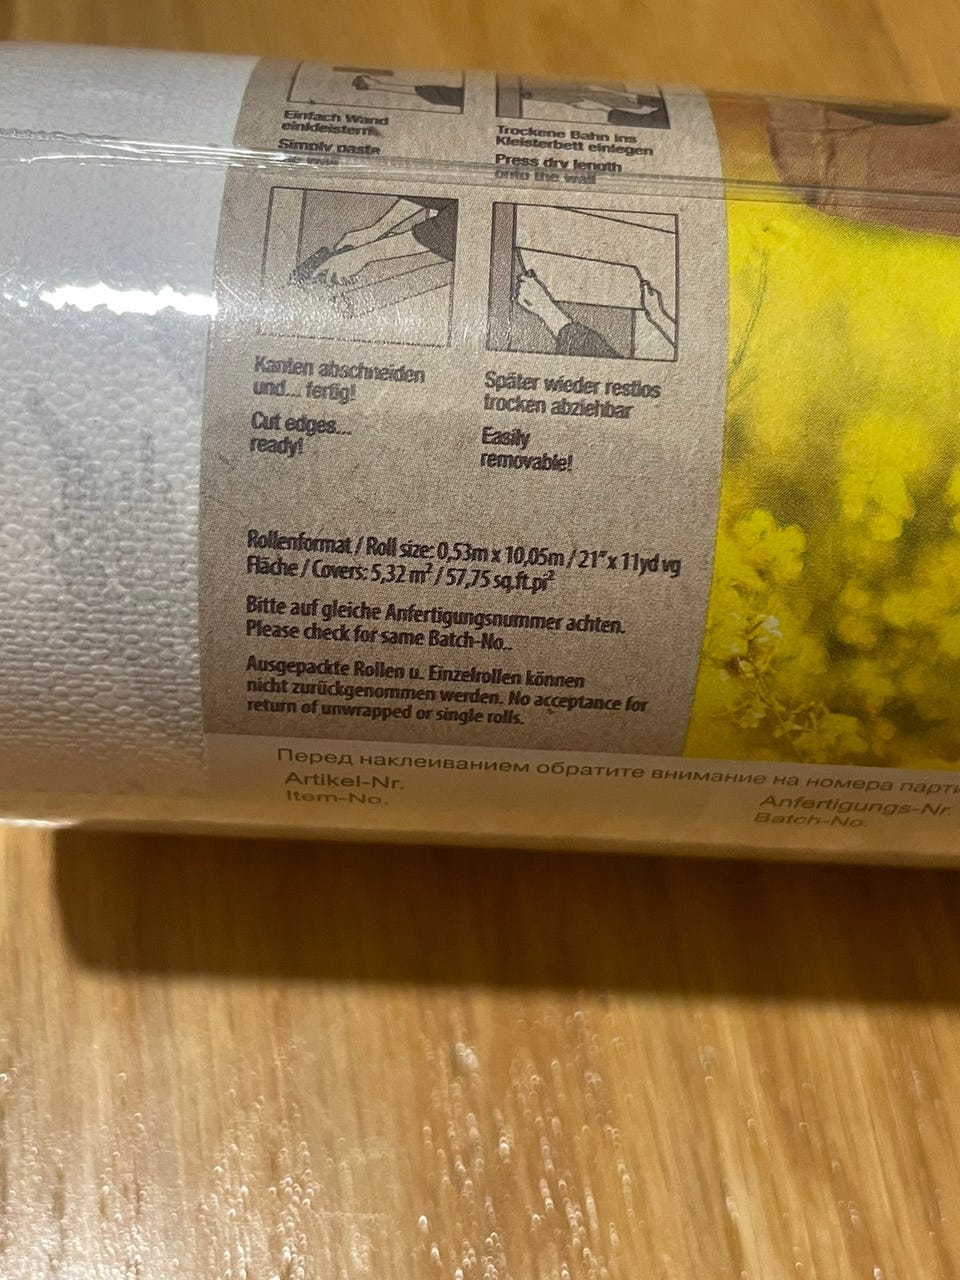 Einfach Wand
einkleistern.
Simply paste
the wall
Trockene Bahn ins
Kleisterbett einlegen
Press dry length
onto the wall
Kanten abschneiden
und... fertig!
Cut edges...
ready!
Später wieder restlos
trocken abziehbar
Easily
removable!
Rollenformat / Roll size: 0,53m x 10,05m / 21" x 11yd vg
Fläche / Covers: 5,32 m² / 57,75 sq.ft.pi²
Bitte auf gleiche Anfertigungsnummer achten.
Please check for same Batch-No..
Ausgepackte Rollen u. Einzelrollen können
nicht zurückgenommen werden. No acceptance for
return of unwrapped or single rolls.
Перед наклеиванием обратите внимание на номера парти
Artikel-Nr.
Item-No.
Anfertigungs-Nr.
Batch-No.